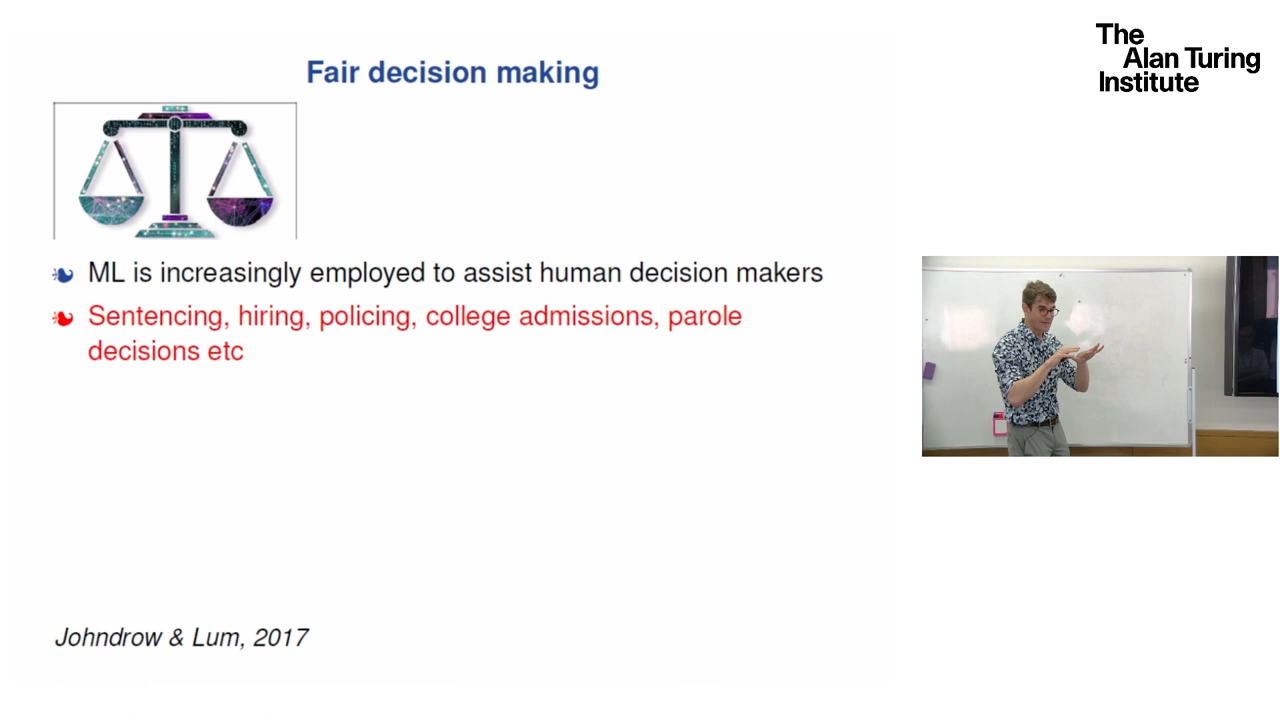 Fair decision making
ML is increasingly employed to assist human decision makers
Sentencing, hiring, policing, college admissions, parole
decisions etc
Johndrow & Lum, 2017
The
Alan Turing
Institute